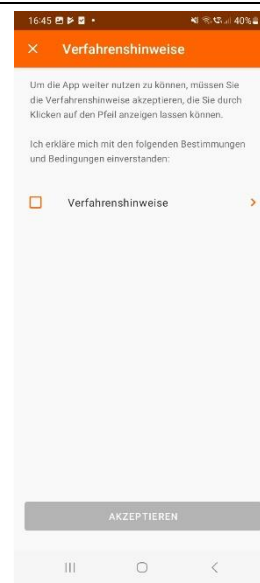 16:45
40%
Verfahrenshinweise
Um die App weiter nutzen zu können, müssen Sie
die Verfahrenshinweise akzeptieren, die Sie durch
Klicken auf den Pfeil anzeigen lassen können.
Ich erkläre mich mit den folgenden Bestimmungen
und Bedingungen einverstanden:
Verfahrenshinweise
AKZEPTIEREN